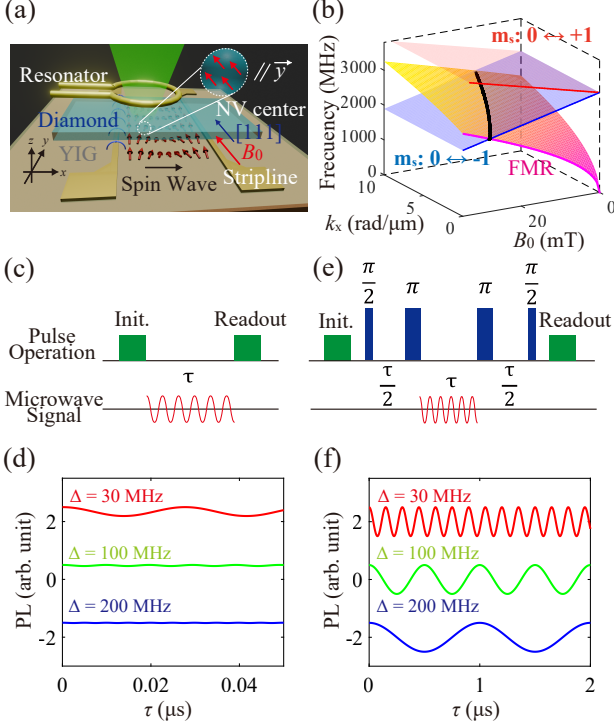 (a)
Resonator
// y
NV center
Diamond
[111]
YIG
B0
z
y
x
Spin Wave
Stripline
(b)
ms: 0 ↔ +1
Frecuency (MHz)
3000
2000
1000
0
ms: 0 ↔ -1
FMR
10
5
0
kx (rad/μm)
20
0
B0 (mT)
(c)
Init.
Readout
Pulse
Operation
τ
Microwave
Signal
(e)
π/2 π π π/2
Init.
Readout
τ/2 τ τ/2
(d)
PL (arb. unit)
Δ = 30 MHz
2
Δ = 100 MHz
0
Δ = 200 MHz
-2
0 0.02 0.04
τ (μs)
(f)
PL (arb. unit)
Δ = 30 MHz
2
Δ = 100 MHz
0
Δ = 200 MHz
-2
0 1 2
τ (μs)